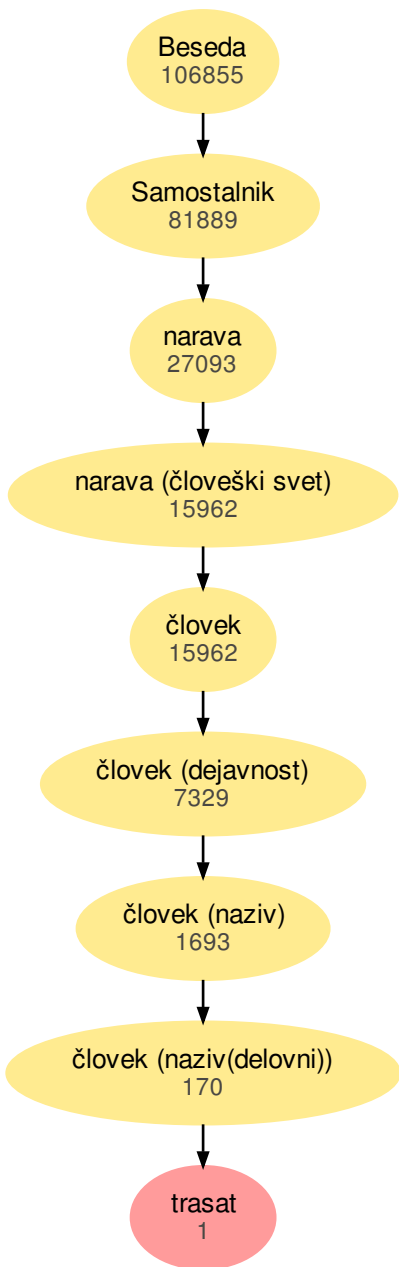 Beseda
106855
Samostalnik
81889
narava
27093
narava (človeški svet)
15962
človek
15962
človek (dejavnost)
7329
človek (naziv)
1693
človek (naziv(delovni))
170
trasat
1